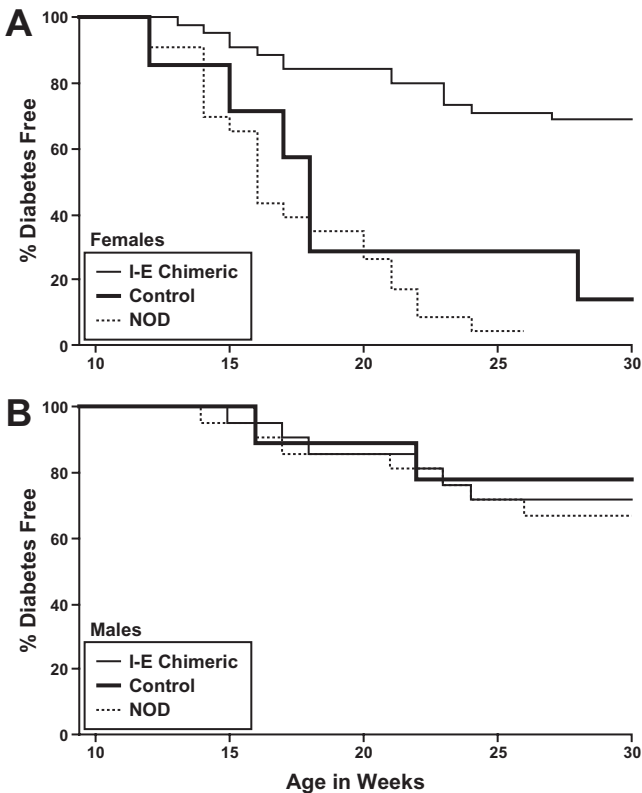 A
100
80
60
40
20
0
% Diabetes Free
Females
I-E Chimeric
Control
NOD
10 15 20 25 30
B
100
80
60
40
20
0
% Diabetes Free
Males
I-E Chimeric
Control
NOD
10 15 20 25 30
Age in Weeks